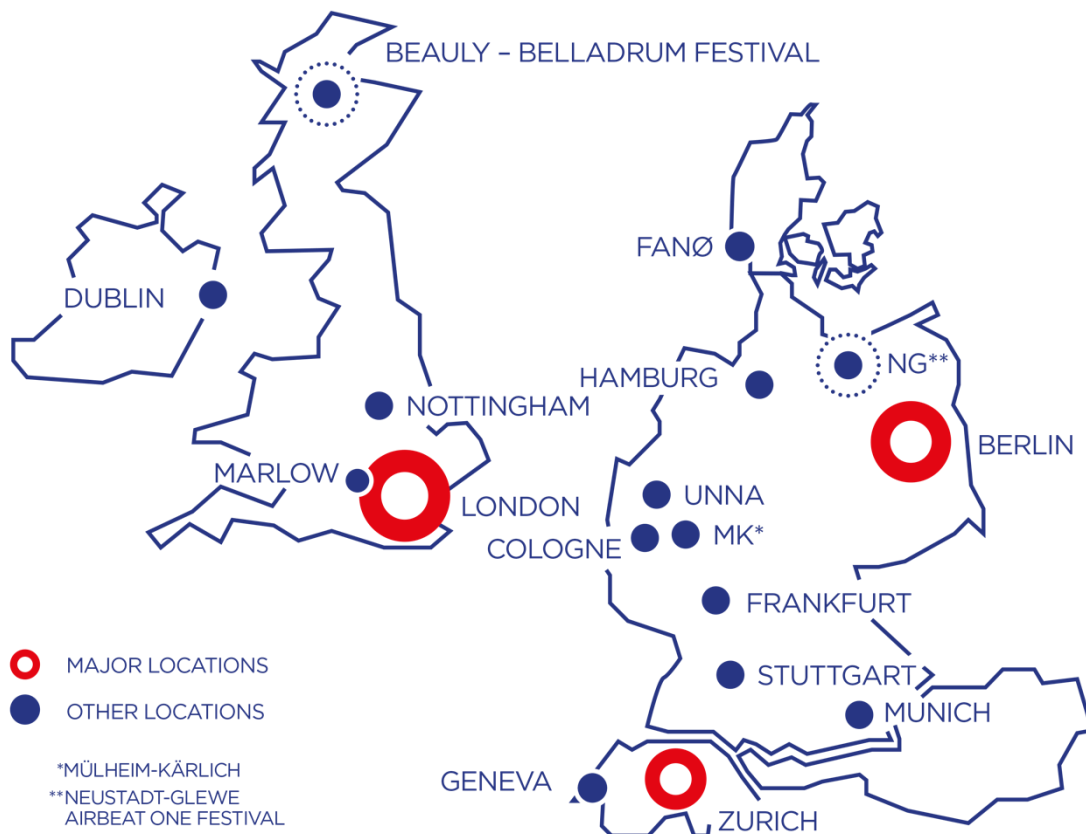 BEAULY – BELLADRUM FESTIVAL
FANØ
DUBLIN
NG**
HAMBURG
NOTTINGHAM
BERLIN
MARLOW
UNNA
LONDON
MK*
COLOGNE
FRANKFURT
MAJOR LOCATIONS
STUTTGART
OTHER LOCATIONS
MUNICH
*MÜLHEIM-KÄRLICH
GENEVA
**NEUSTADT-GLEWE
AIRBEAT ONE FESTIVAL
ZURICH